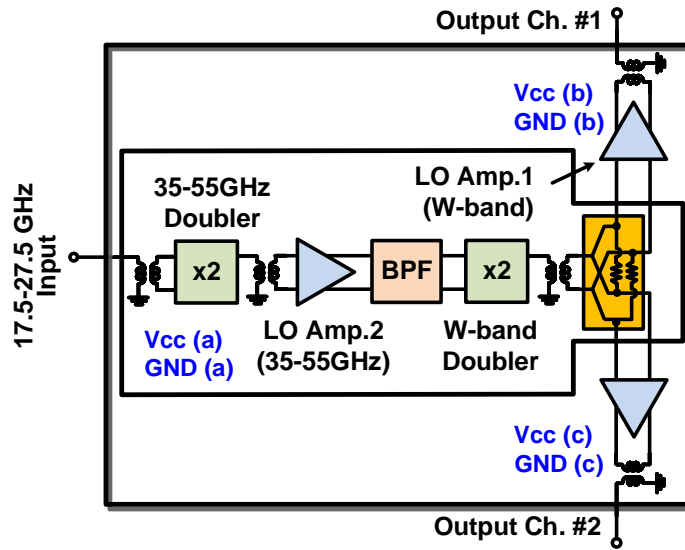 Output Ch. #1
Vcc (b)
GND (b)
LO Amp.1
(W-band)
35-55GHz
Doubler
17.5-27.5 GHz
Input
x2
BPF
x2
Vcc (a)
GND (a)
LO Amp.2
(35-55GHz)
W-band
Doubler
Vcc (c)
GND (c)
Output Ch. #2